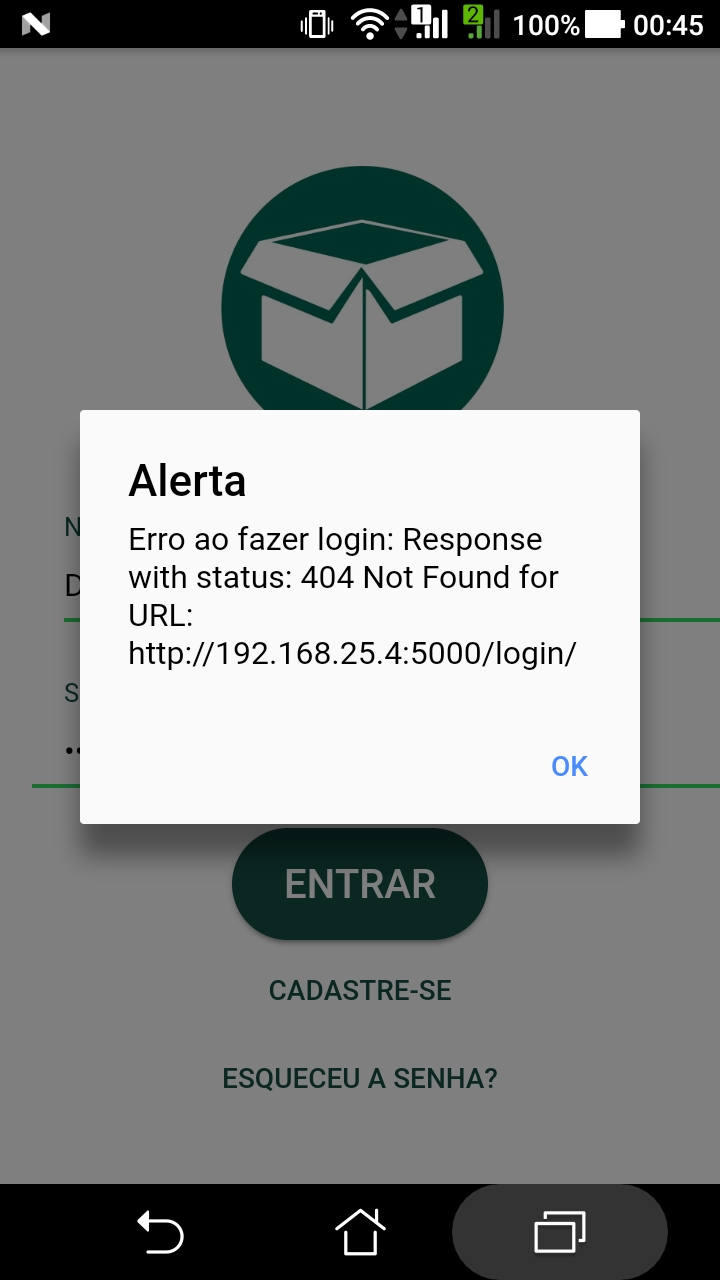 1 2 100% 00:45
Alerta
Erro ao fazer login: Response
with status: 404 Not Found for
URL:
http://192.168.25.4:5000/login/
OK
ENTRAR
CADASTRE-SE
ESQUECEU A SENHA?